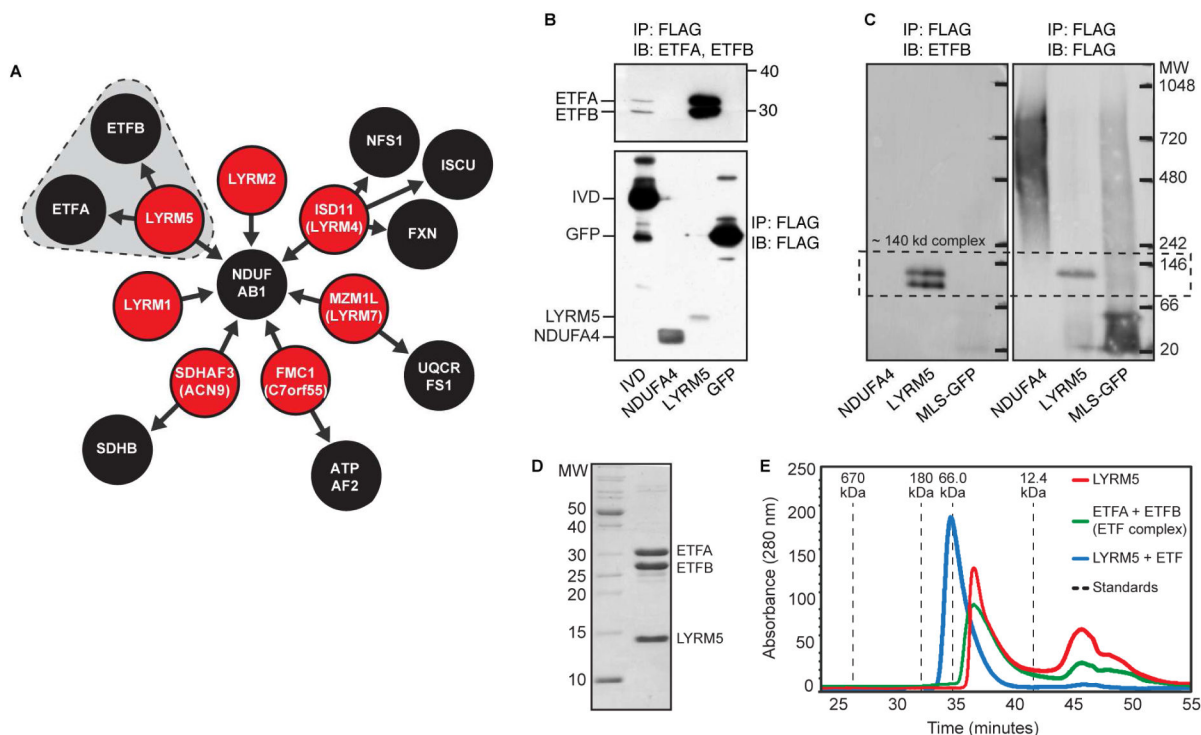 A
ETFB
ETFA
LYRM5
LYRM2
NFS1
ISCU
ISD11
(LYRM4)
FXN
NDUF
AB1
LYRM1
MZM1L
(LYRM7)
SDHAF3
(ACN9)
FMC1
(C7orf55)
UQCR
FS1
SDHB
ATP
AF2
B
IP: FLAG
IB: ETFA, ETFB
40
ETFA
ETFB
30
IVD
GFP
IP: FLAG
IB: FLAG
LYRM5
NDUFA4
IVD
NDUFA4
LYRM5
GFP
C
IP: FLAG
IB: ETFB
IP: FLAG
IB: FLAG
MW
1048
720
480
242
~ 140 kd complex
146
66
20
NDUFA4
LYRM5
MLS-GFP
NDUFA4
LYRM5
MLS-GFP
D
MW
50
40
30
25
20
15
10
ETFA
ETFB
LYRM5
E
Absorbance (280 nm)
250
200
150
100
50
0
670
kDa
180
kDa
66.0
kDa
12.4
kDa
LYRM5
ETFA + ETFB
(ETF complex)
LYRM5 + ETF
Standards
25 30 35 40 45 50 55
Time (minutes)